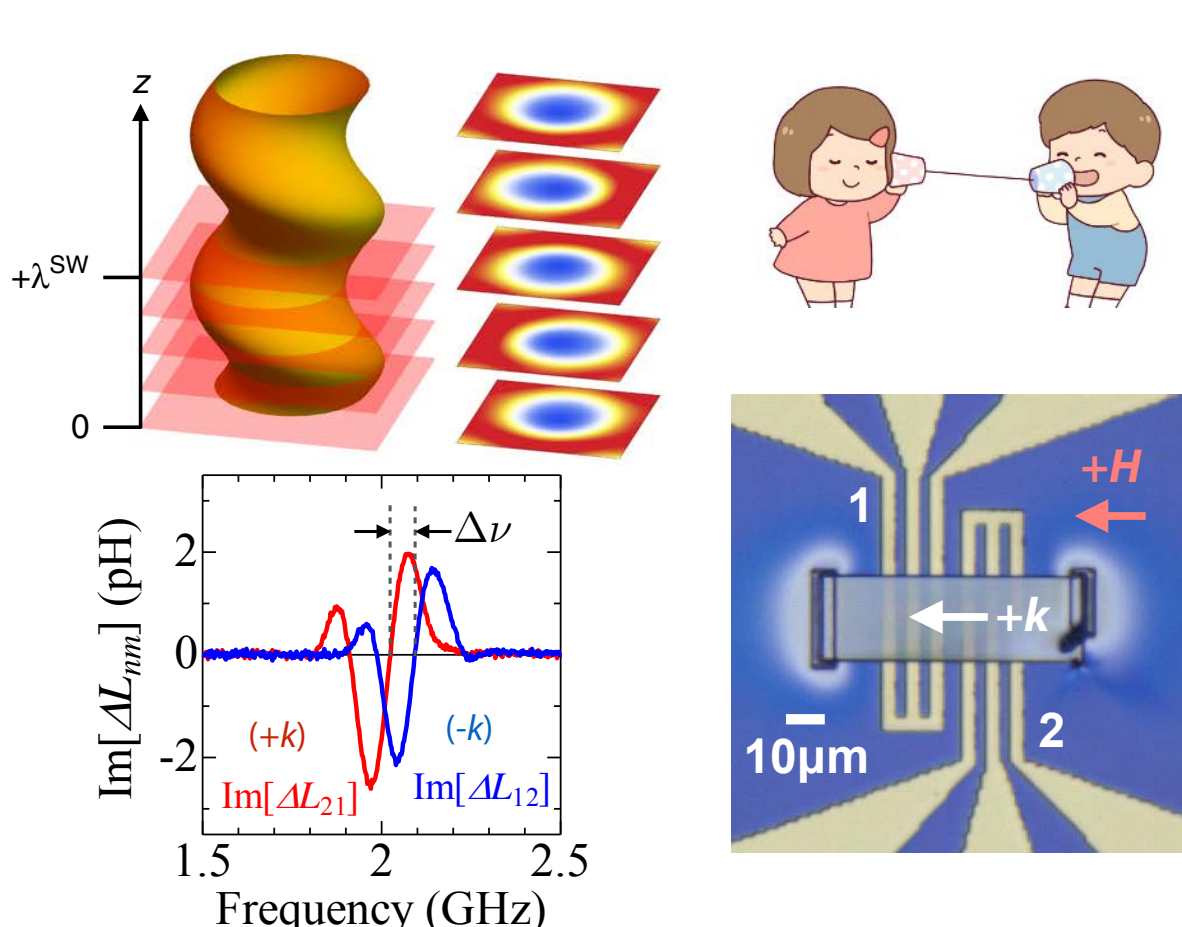 z
+λ^SW
0
Im[ΔL_nm] (pH)
2
0
-2
Δν
(+k)
(-k)
Im[ΔL_21]
Im[ΔL_12]
1.5
2
2.5
Frequency (GHz)
1
+H
+k
10μm
2